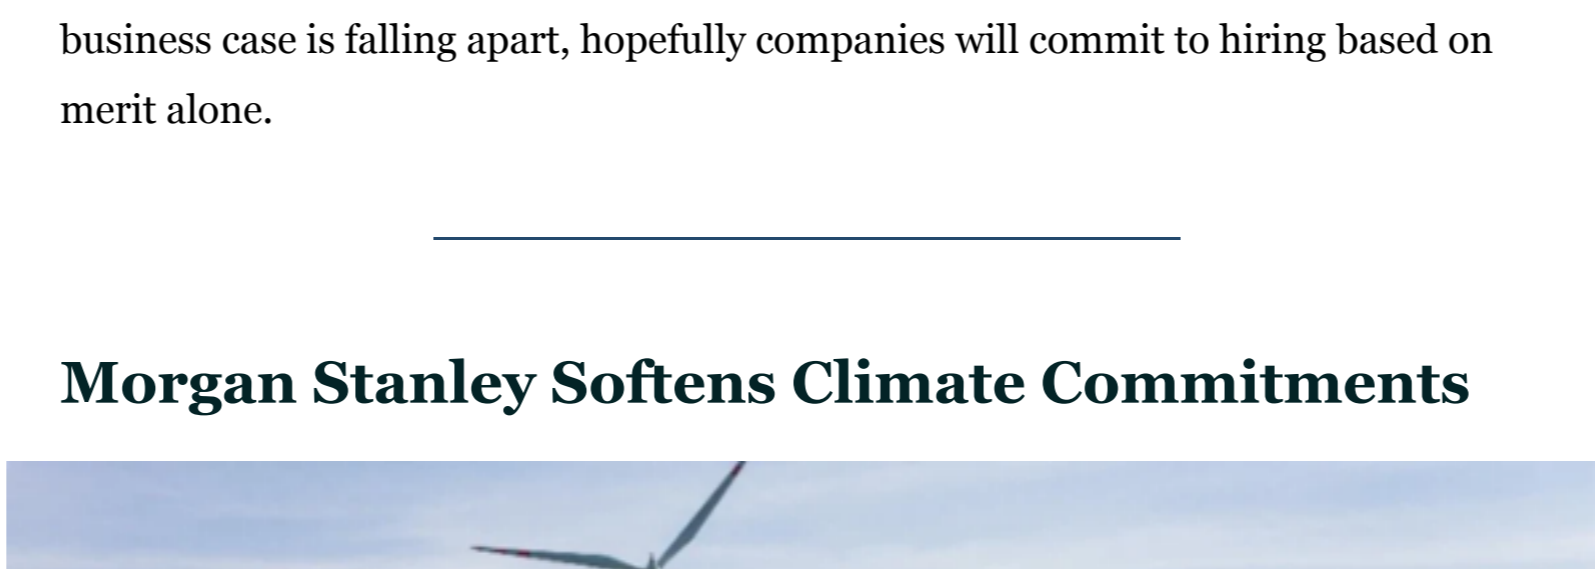 business case is falling apart, hopefully companies will commit to hiring based on
merit alone.
Morgan Stanley Softens Climate Commitments